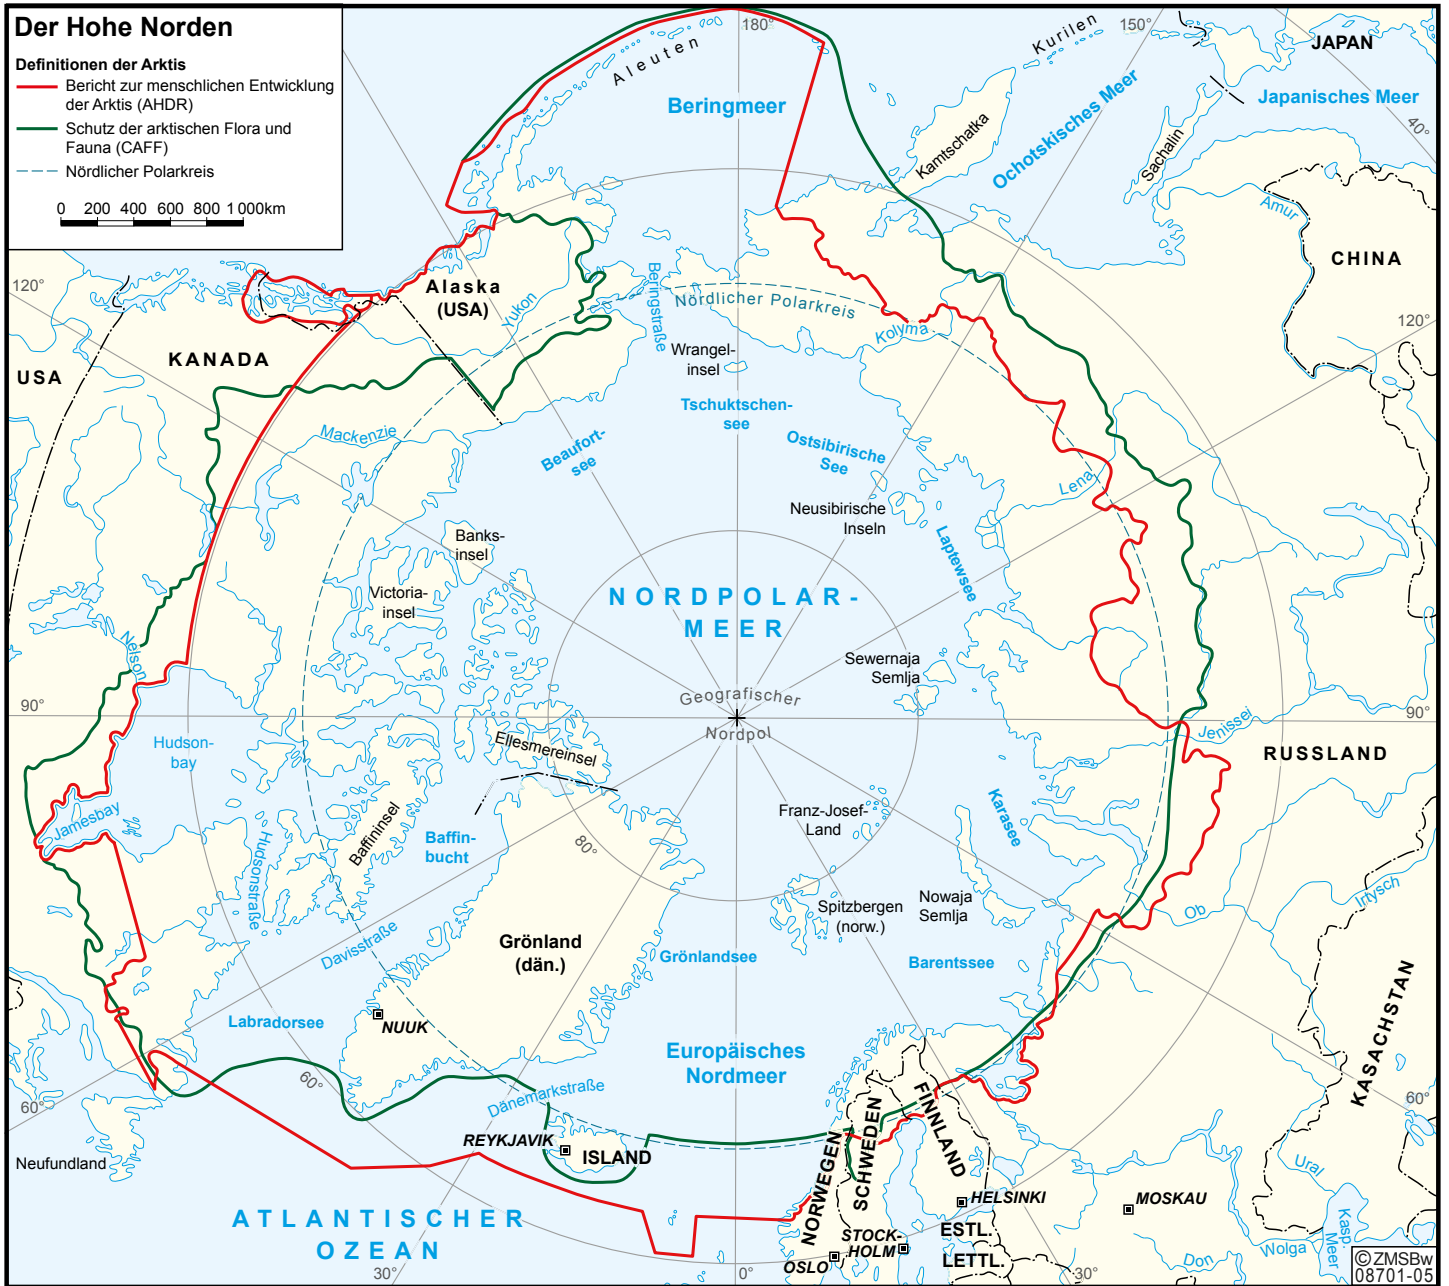 Der Hohe Norden
Definitionen der Arktis
Bericht zur menschlichen Entwicklung
der Arktis (AHDR)
Schutz der arktischen Flora und
Fauna (CAFF)
Nördlicher Polarkreis
0 200 400 600 800 1 000km
180°
150°
Aleuten
Kurilen
JAPAN
Beringmeer
Ochotskisches Meer
Japanisches Meer
40°
Kamtschatka
Sachalin
Amur
CHINA
120°
Alaska
(USA)
Yukon
Beringstraße
Nördlicher Polarkreis
Kolyma
120°
KANADA
USA
Wrangel-
insel
Tschuktschen-
see
Mackenzie
Beaufort-
see
Ostsibirische
See
Lena
Neusibirische
Inseln
Laptewsee
Banks-
insel
Victoria-
insel
NORDPOLAR-
MEER
Nelson
Sewernaja
Semlja
Geografischer
Nordpol
90°
90°
Jenissei
Hudson-
bay
Ellesmereinsel
RUSSLAND
Jamesbay
Hudsonstraße
Baffininsel
Baffin-
bucht
80°
Franz-Josef-
Land
Karasee
Irtysch
Ob
Spitzbergen
(norw.)
Nowaja
Semlja
Davisstraße
Grönland
(dän.)
Grönlandsee
Barentssee
KASACHSTAN
Labradorsee
NUUK
Europäisches
Nordmeer
60°
60°
60°
Dänemarkstraße
FINNLAND
SCHWEDEN
NORWEGEN
REYKJAVIK
ISLAND
Neufundland
Ural
HELSINKI
MOSKAU
ATLANTISCHER
OZEAN
STOCK-
HOLM
ESTL.
LETTL.
OSLO
Don
Wolga
Kasp.
Meer
30°
0°
30°
©ZMSBw
08701-05